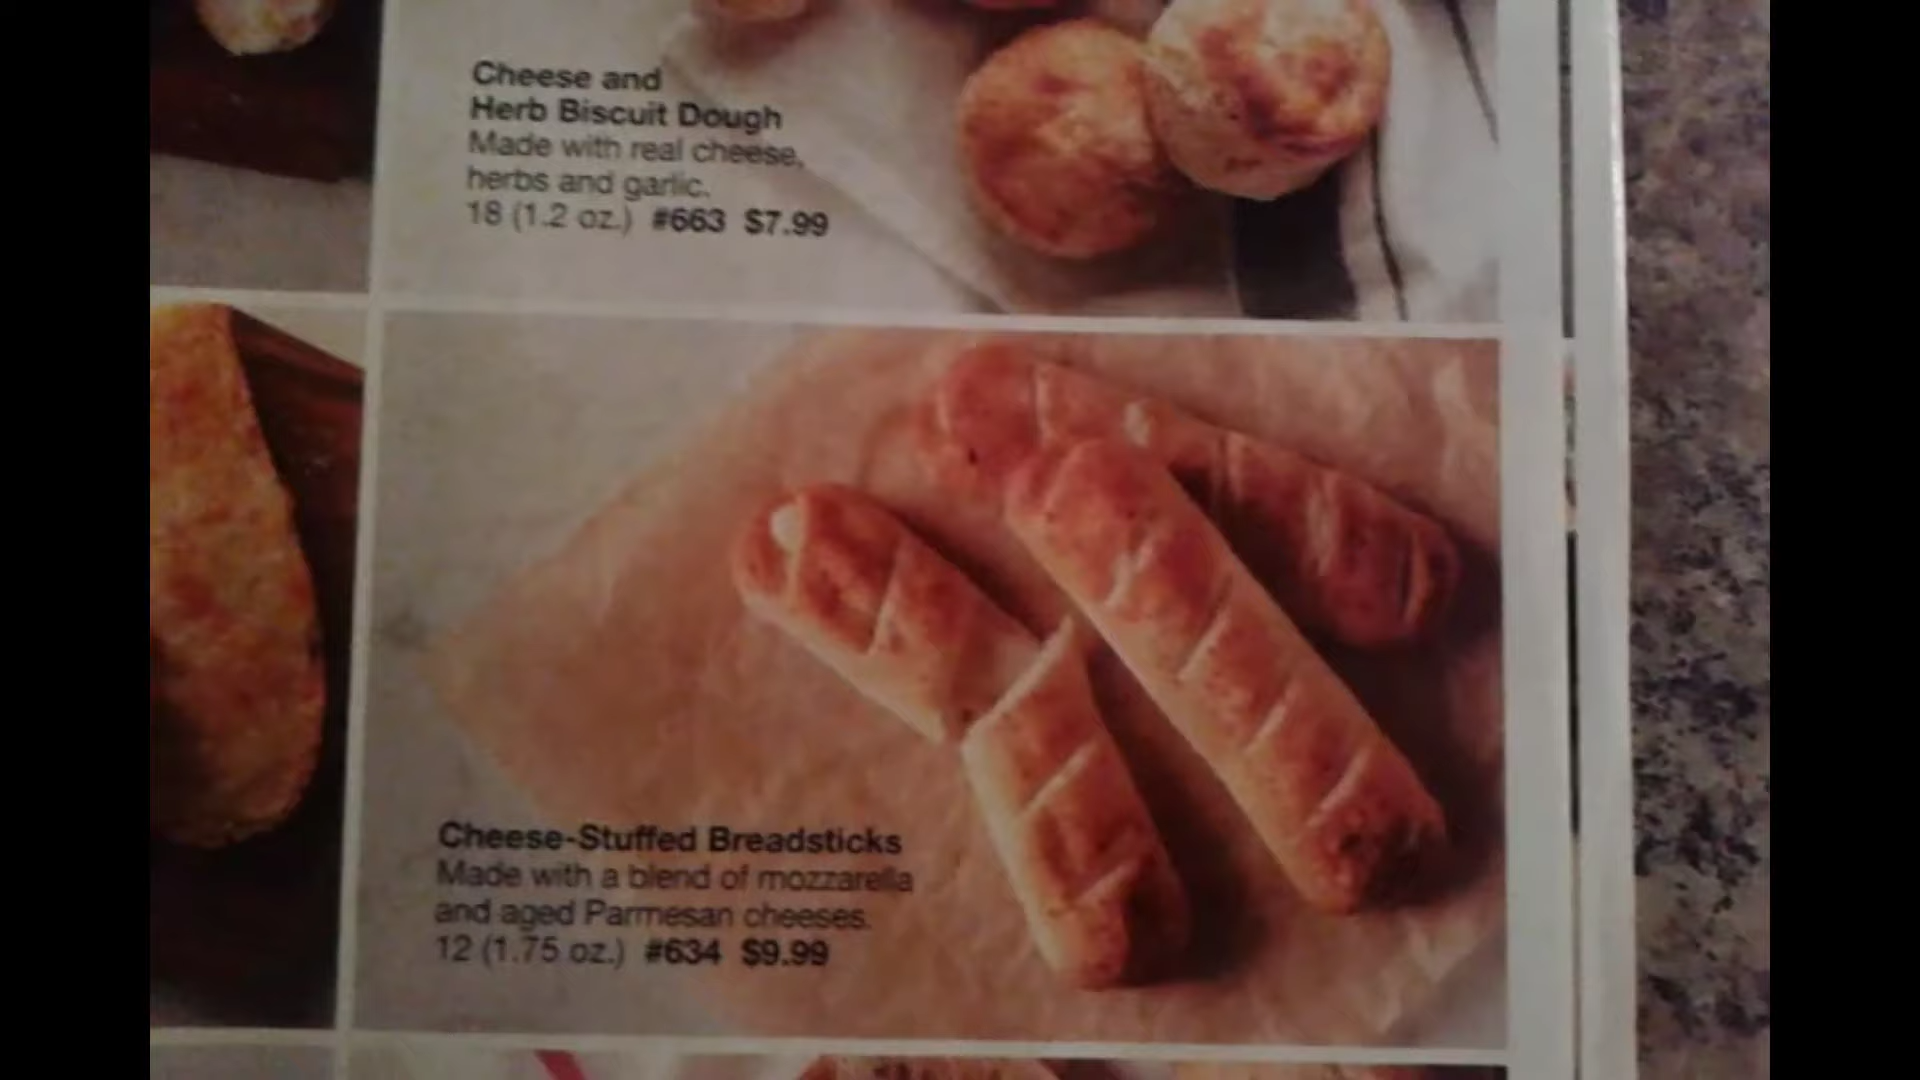 Cheese and
Herb Biscuit Dough
Made with real cheese,
herbs and garlic.
18 (1.2 oz.) #663 $7.99
Cheese-Stuffed Breadsticks
Made with a blend of mozzarella
and aged Parmesan cheeses.
12 (1.75 oz.) #634 $9.99